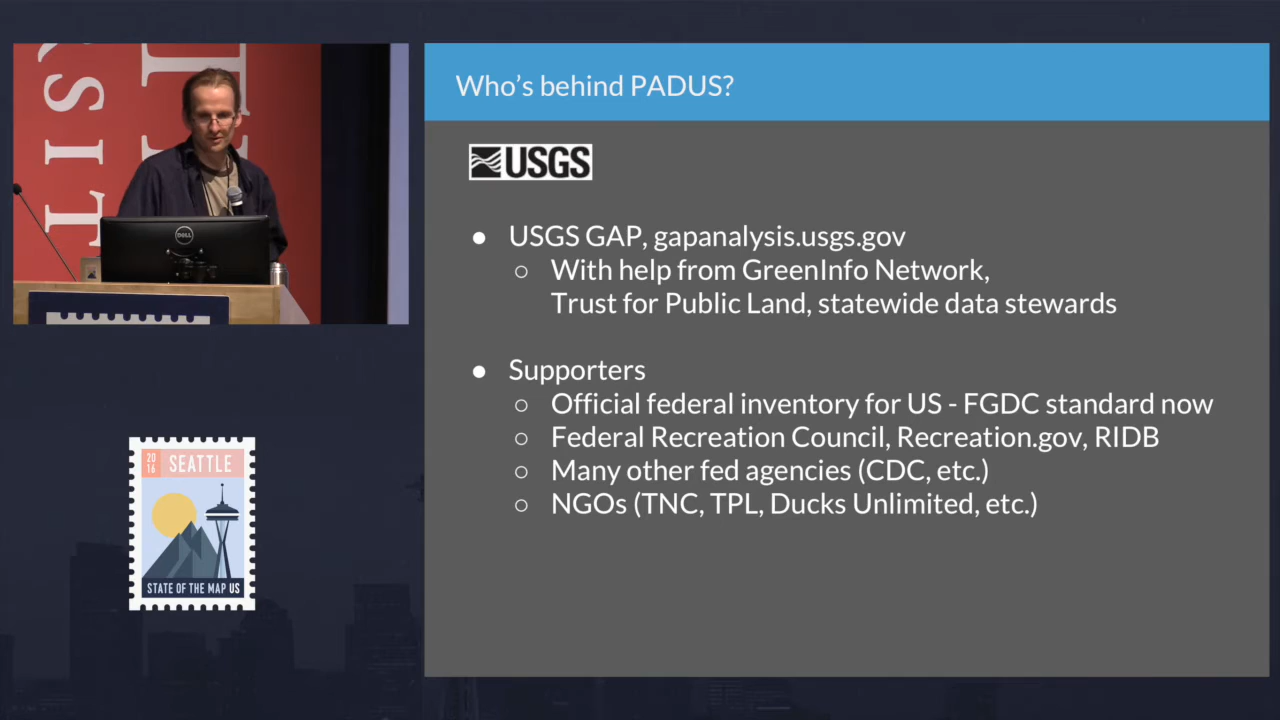 Who's behind PADUS?
USGS
● USGS GAP, gapanalysis.usgs.gov
○ With help from GreenInfo Network,
Trust for Public Land, statewide data stewards
● Supporters
○ Official federal inventory for US - FGDC standard now
○ Federal Recreation Council, Recreation.gov, RIDB
○ Many other fed agencies (CDC, etc.)
○ NGOs (TNC, TPL, Ducks Unlimited, etc.)
DELL
20
16
SEATTLE
STATE OF THE MAP US